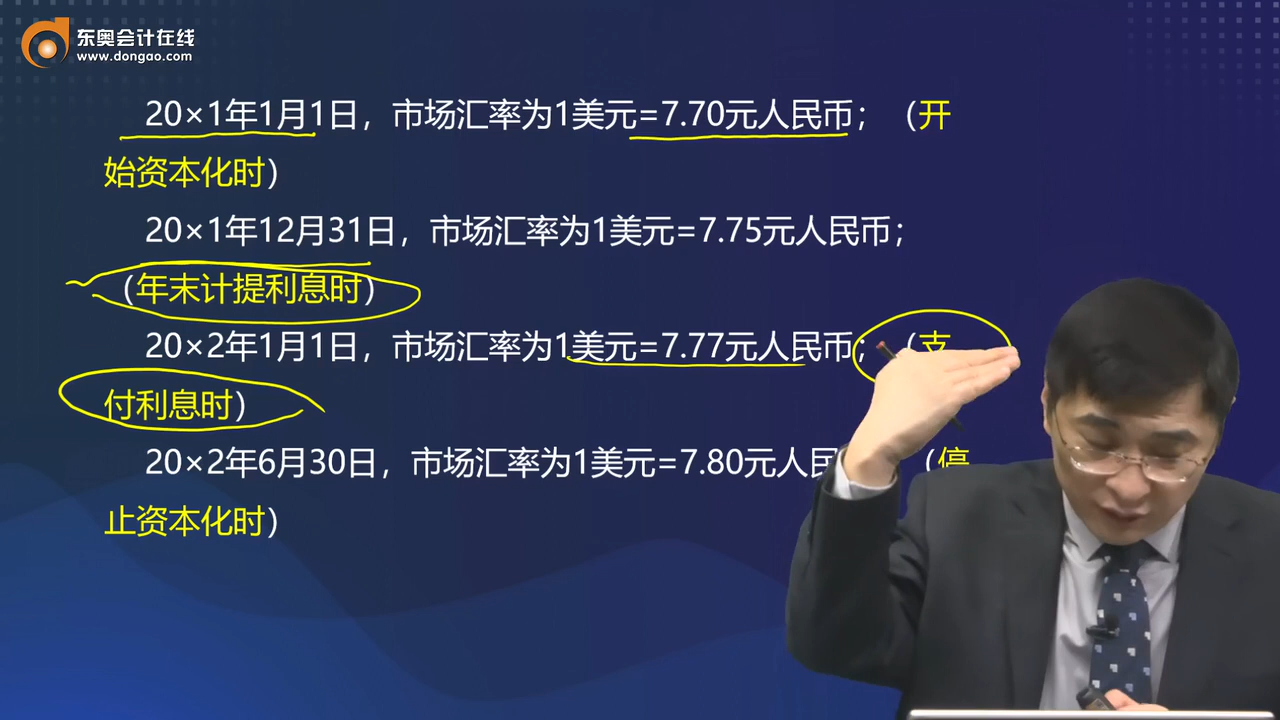 东奥会计在线
www.dongao.com
20×1年1月1日，市场汇率为1美元=7.70元人民币；（开
始资本化时）
20×1年12月31日，市场汇率为1美元=7.75元人民币；
（年末计提利息时）
20×2年1月1日，市场汇率为1美元=7.77元人民币；（支
付利息时）
20×2年6月30日，市场汇率为1美元=7.80元人民（停
止资本化时）